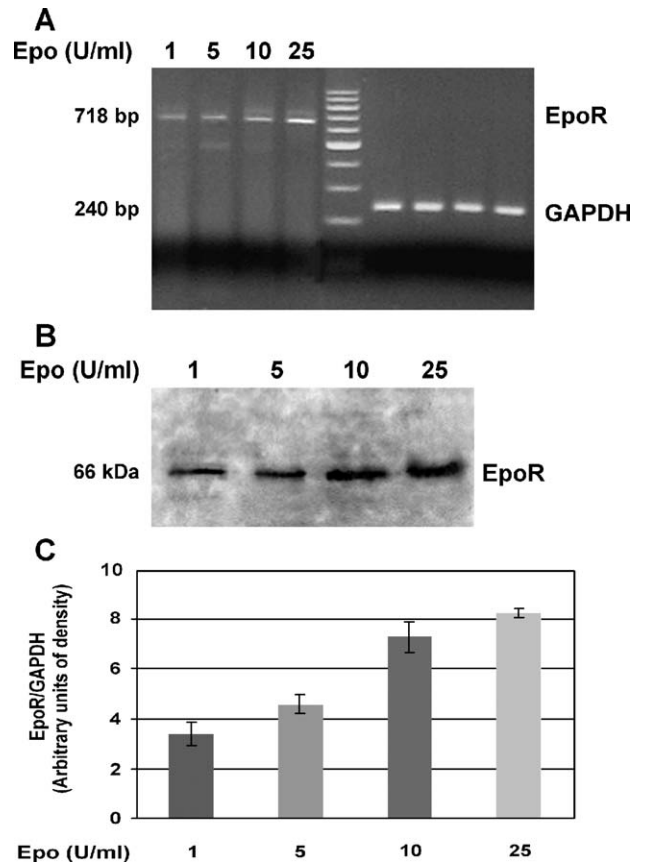 A
Epo (U/ml) 1 5 10 25
718 bp EpoR
240 bp GAPDH
B
Epo (U/ml) 1 5 10 25
66 kDa EpoR
C
EpoR/GAPDH
(Arbitrary units of density)
10
8
6
4
2
0
Epo (U/ml) 1 5 10 25